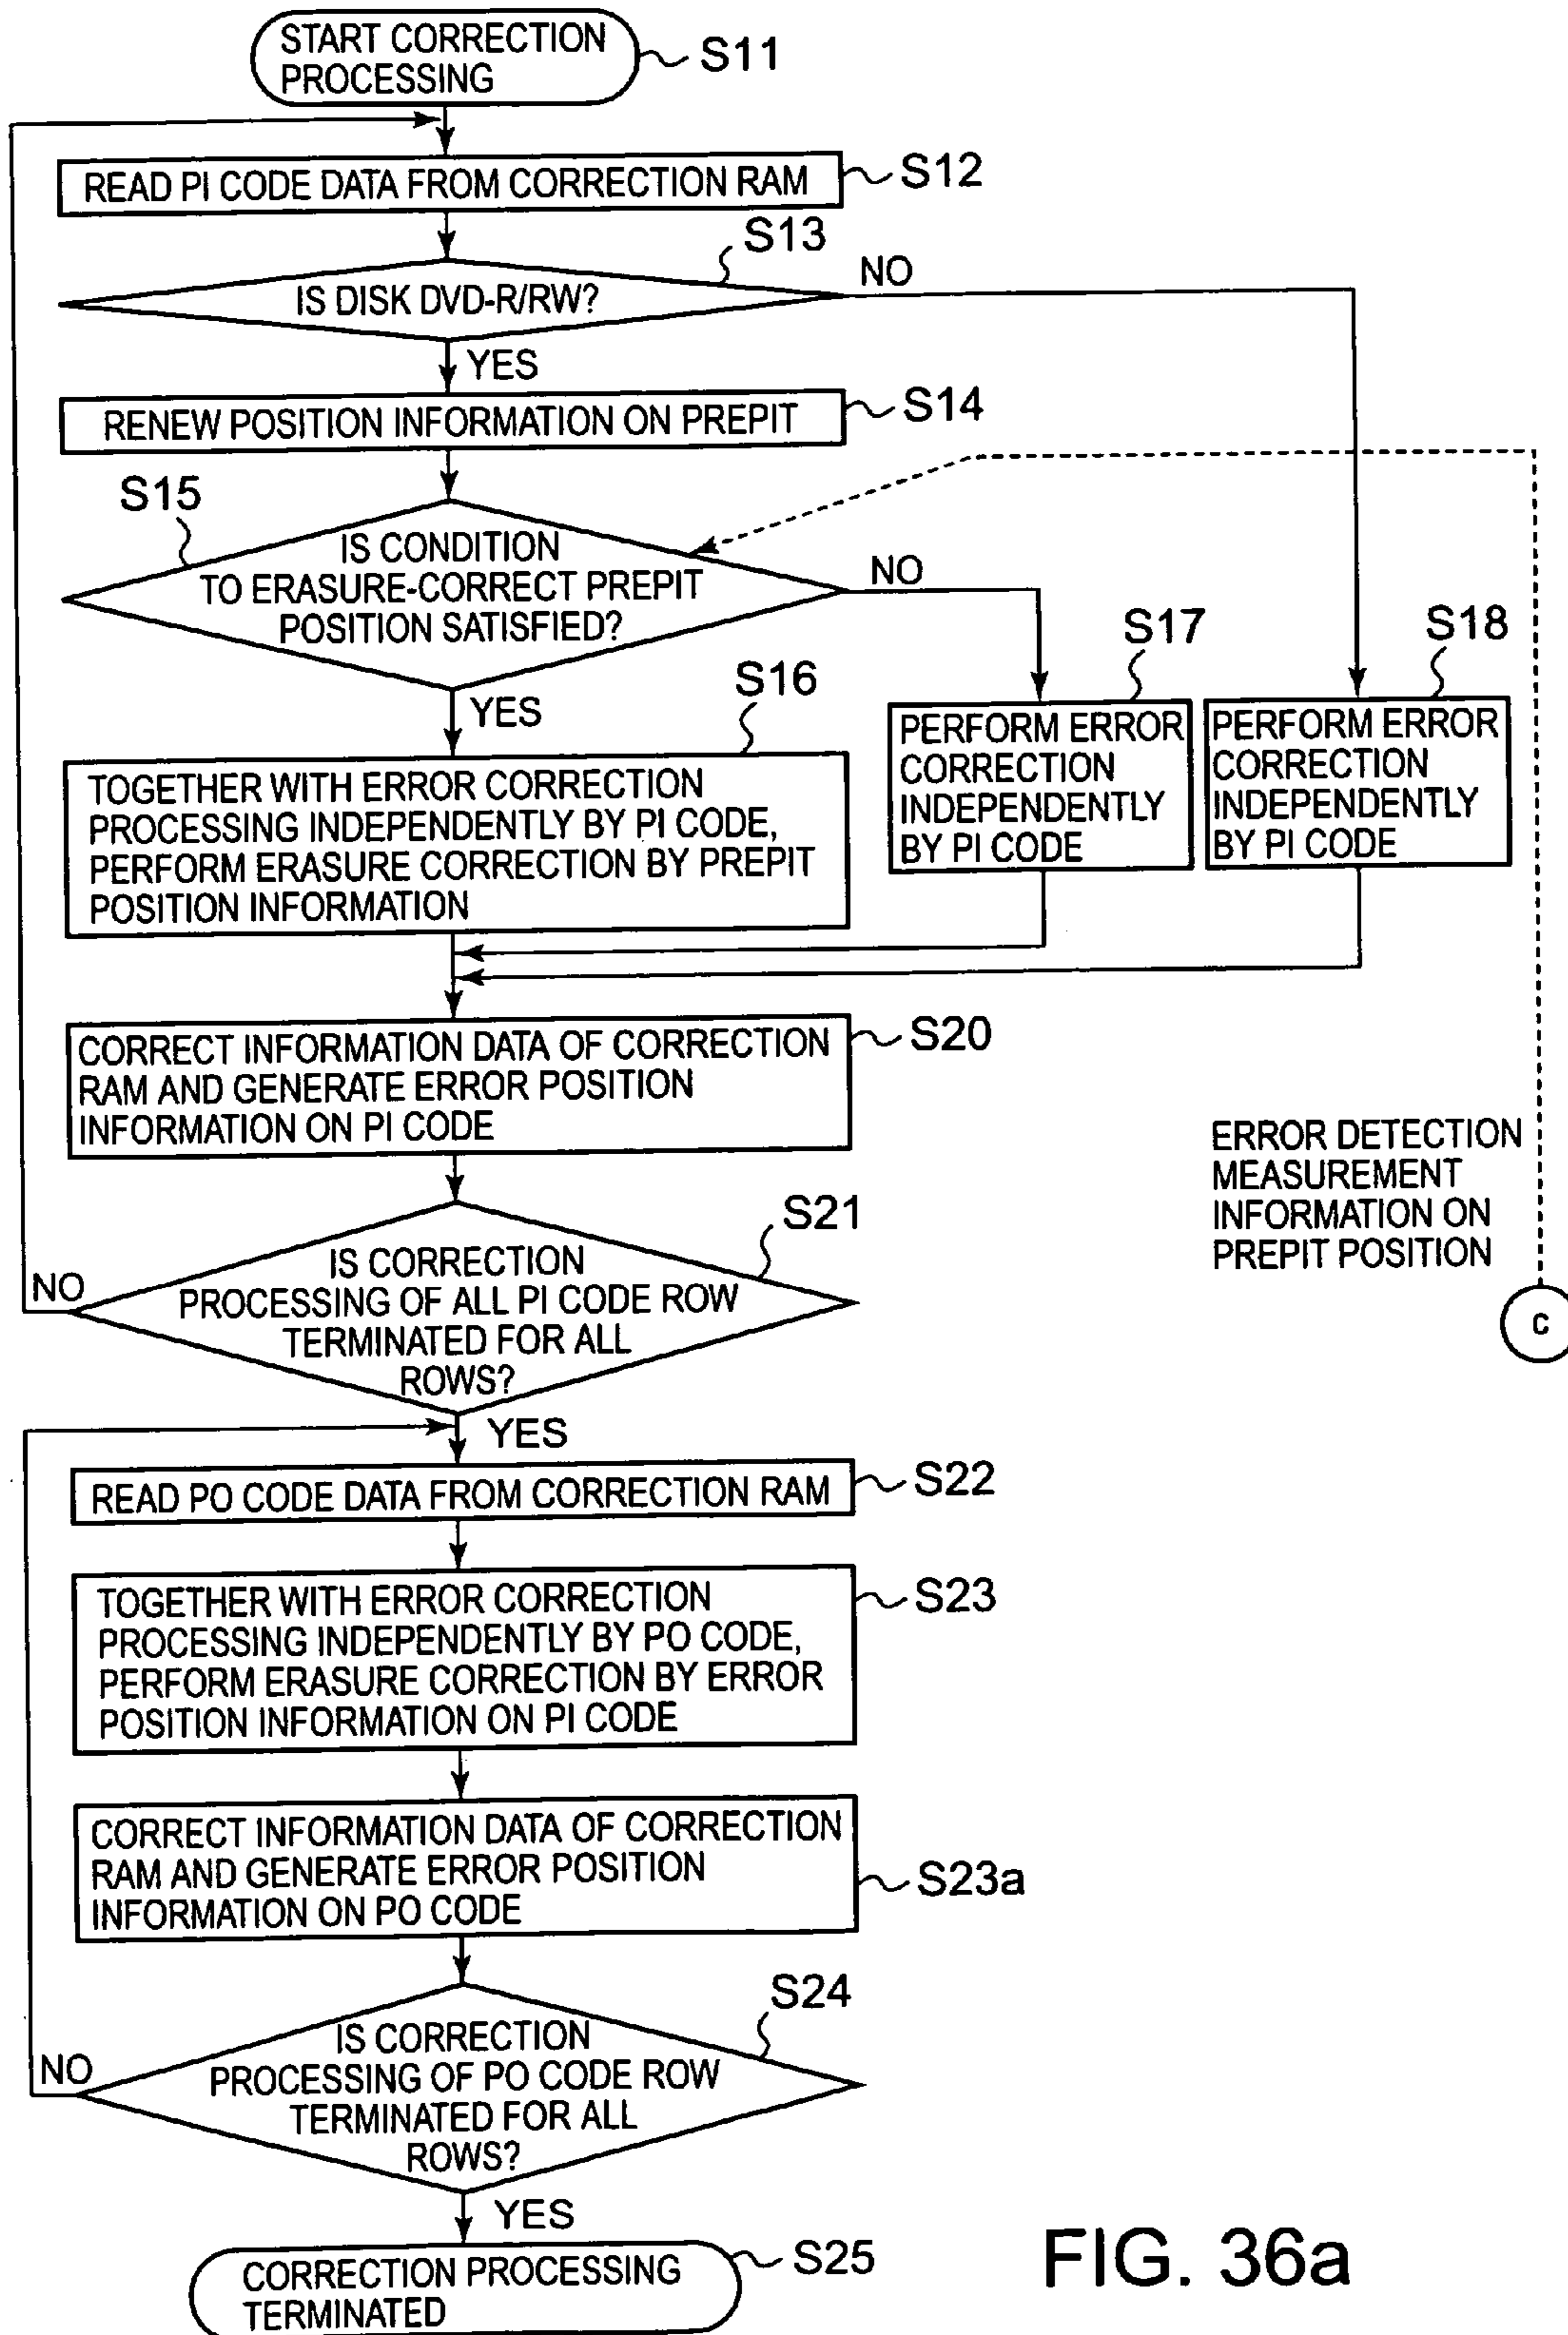 START CORRECTION
PROCESSING
S11
READ PI CODE DATA FROM CORRECTION RAM
S12
S13
IS DISK DVD-R/RW?
NO
YES
RENEW POSITION INFORMATION ON PREPIT
S14
S15
IS CONDITION
TO ERASURE-CORRECT PREPIT
POSITION SATISFIED?
NO
YES
S16
TOGETHER WITH ERROR CORRECTION
PROCESSING INDEPENDENTLY BY PI CODE,
PERFORM ERASURE CORRECTION BY PREPIT
POSITION INFORMATION
S17
PERFORM ERROR
CORRECTION
INDEPENDENTLY
BY PI CODE
S18
PERFORM ERROR
CORRECTION
INDEPENDENTLY
BY PI CODE
CORRECT INFORMATION DATA OF CORRECTION
RAM AND GENERATE ERROR POSITION
INFORMATION ON PI CODE
S20
ERROR DETECTION
MEASUREMENT
INFORMATION ON
PREPIT POSITION
C
S21
IS CORRECTION
PROCESSING OF ALL PI CODE ROW
TERMINATED FOR ALL
ROWS?
NO
YES
READ PO CODE DATA FROM CORRECTION RAM
S22
TOGETHER WITH ERROR CORRECTION
PROCESSING INDEPENDENTLY BY PO CODE,
PERFORM ERASURE CORRECTION BY ERROR
POSITION INFORMATION ON PI CODE
S23
CORRECT INFORMATION DATA OF CORRECTION
RAM AND GENERATE ERROR POSITION
INFORMATION ON PO CODE
S23a
S24
IS CORRECTION
PROCESSING OF PO CODE ROW
TERMINATED FOR ALL
ROWS?
NO
YES
CORRECTION PROCESSING
TERMINATED
S25
FIG. 36a